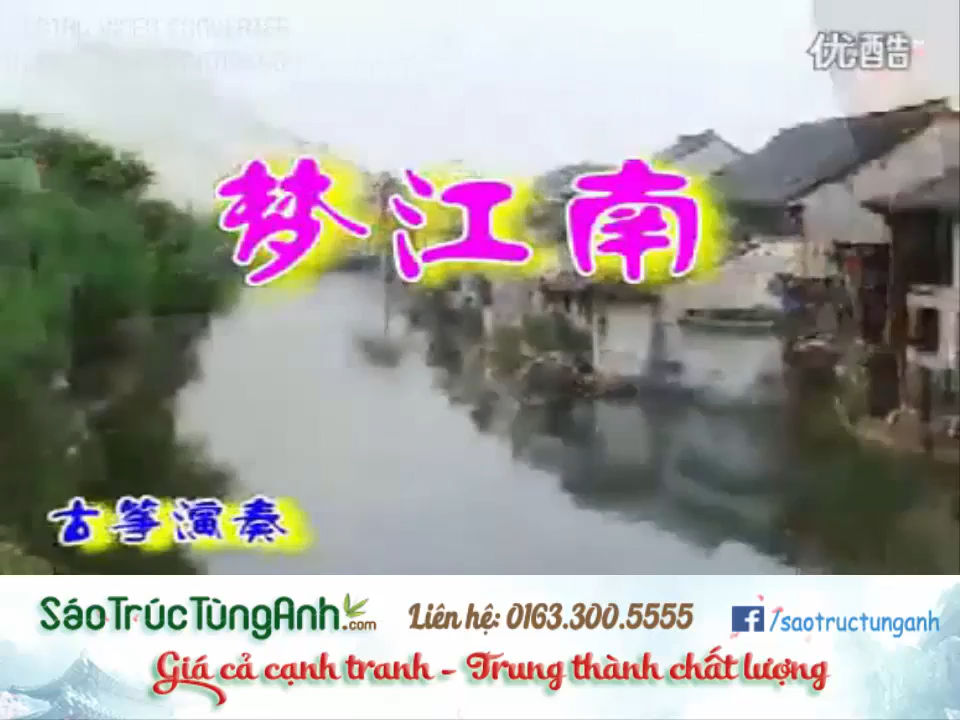 优酷
梦江南
古筝演奏
SáoTrúcTùngAnh.com Liên hệ: 0163.300.5555 f/saotructunganh
Giá cả cạnh tranh - Trung thành chất lượng